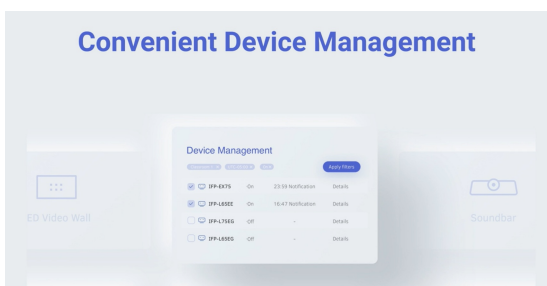 Convenient Device Management
Device Management
Apply filters
IFP-EX75 On 23:55 Notification Details
IFP-L65EE On 16:47 Notification Details
IFP-L75EG Off - Details
IFP-L65EG Off - Details
ED Video Wall
Soundbar